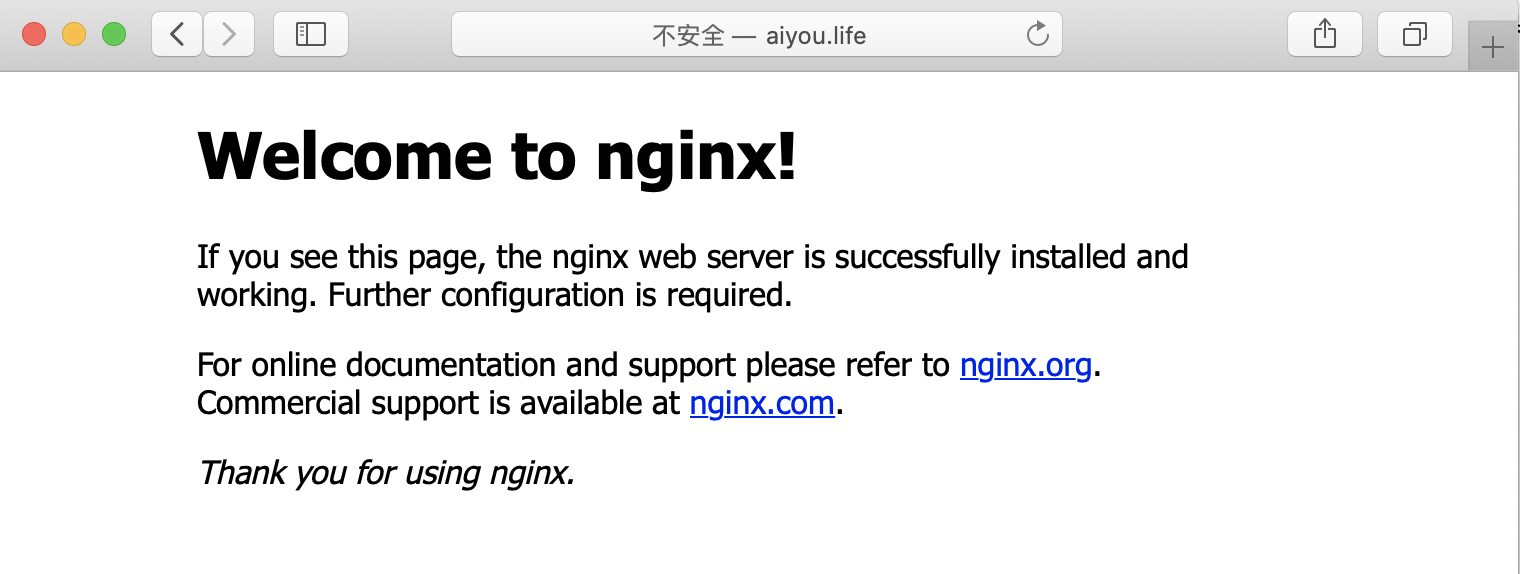 不安全 — aiyou.life
Welcome to nginx!
If you see this page, the nginx web server is successfully installed and
working. Further configuration is required.
For online documentation and support please refer to nginx.org.
Commercial support is available at nginx.com.
Thank you for using nginx.